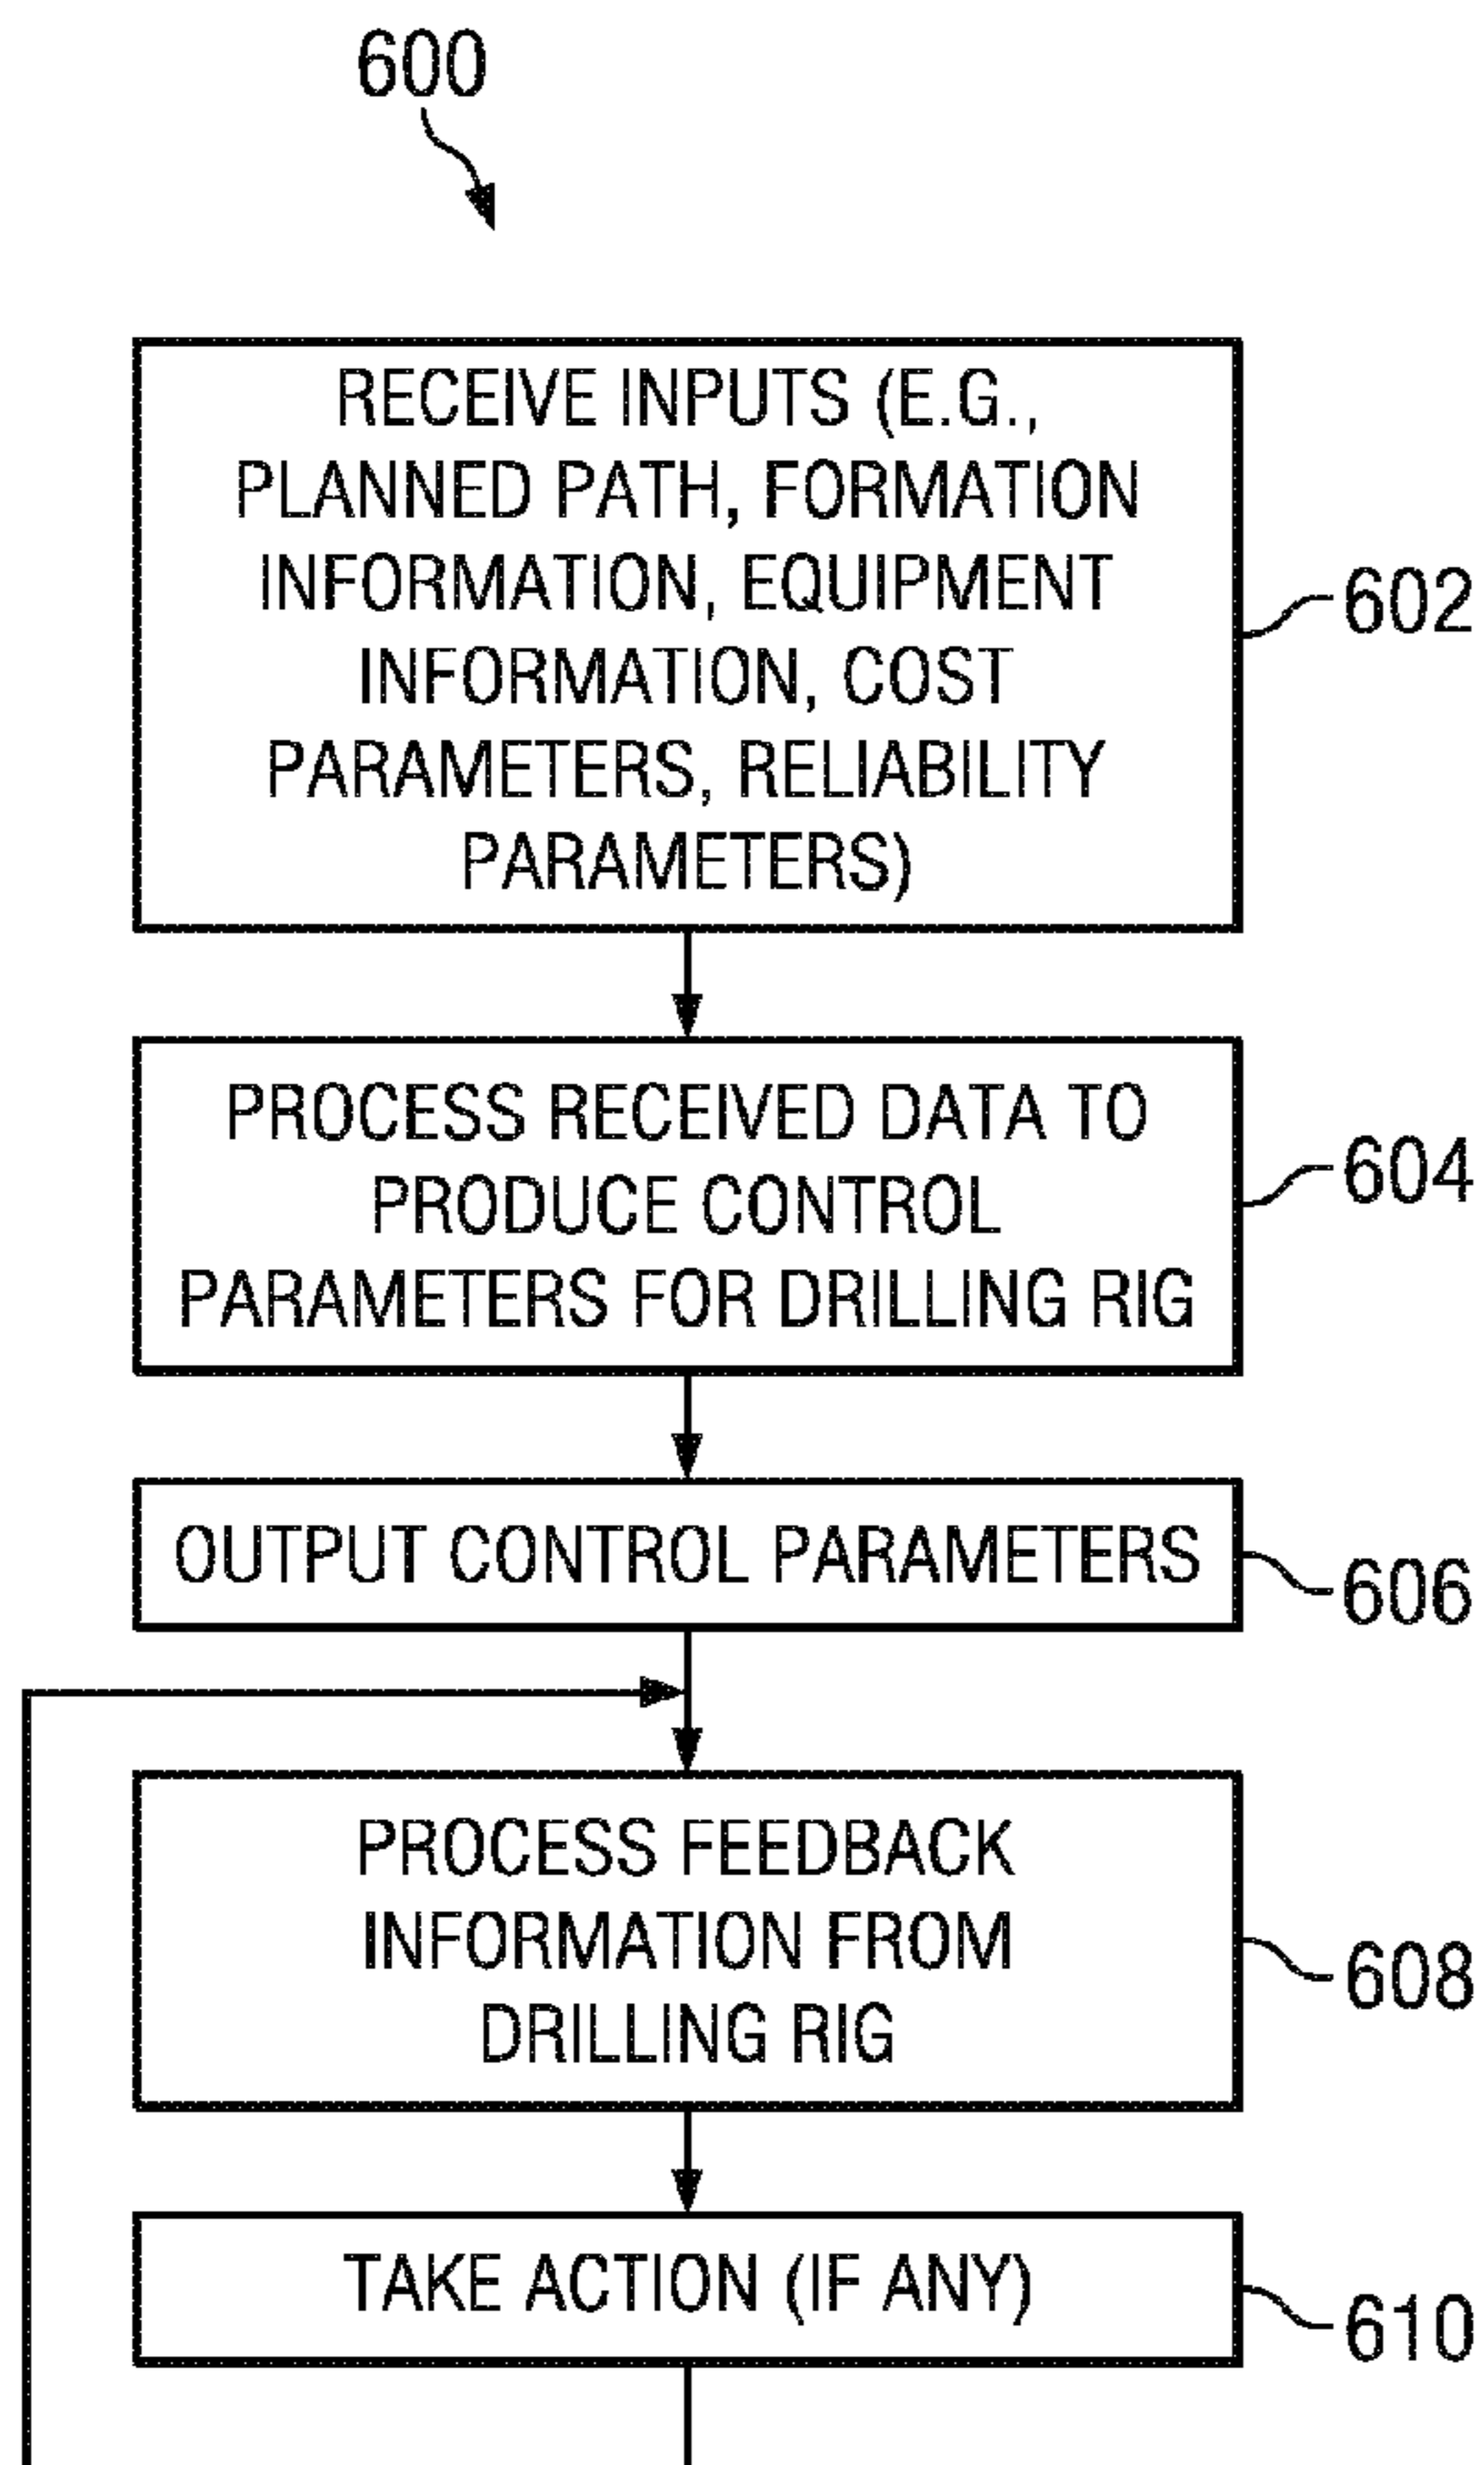 600
RECEIVE INPUTS (E.G.,
PLANNED PATH, FORMATION
INFORMATION, EQUIPMENT
INFORMATION, COST
PARAMETERS, RELIABILITY
PARAMETERS)
602
PROCESS RECEIVED DATA TO
PRODUCE CONTROL
PARAMETERS FOR DRILLING RIG
604
OUTPUT CONTROL PARAMETERS
606
PROCESS FEEDBACK
INFORMATION FROM
DRILLING RIG
608
TAKE ACTION (IF ANY)
610